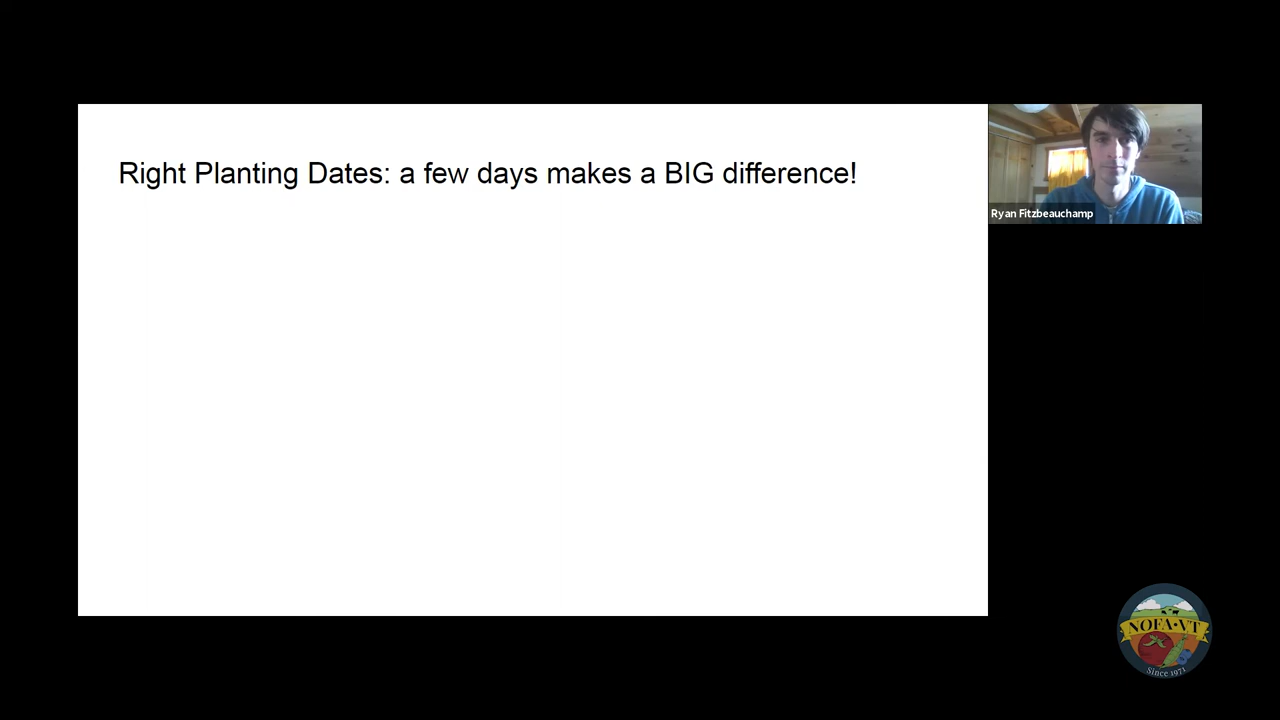 Right Planting Dates: a few days makes a BIG difference!
Ryan Fitzbeauchamp
NOFA•VT
Since 1971